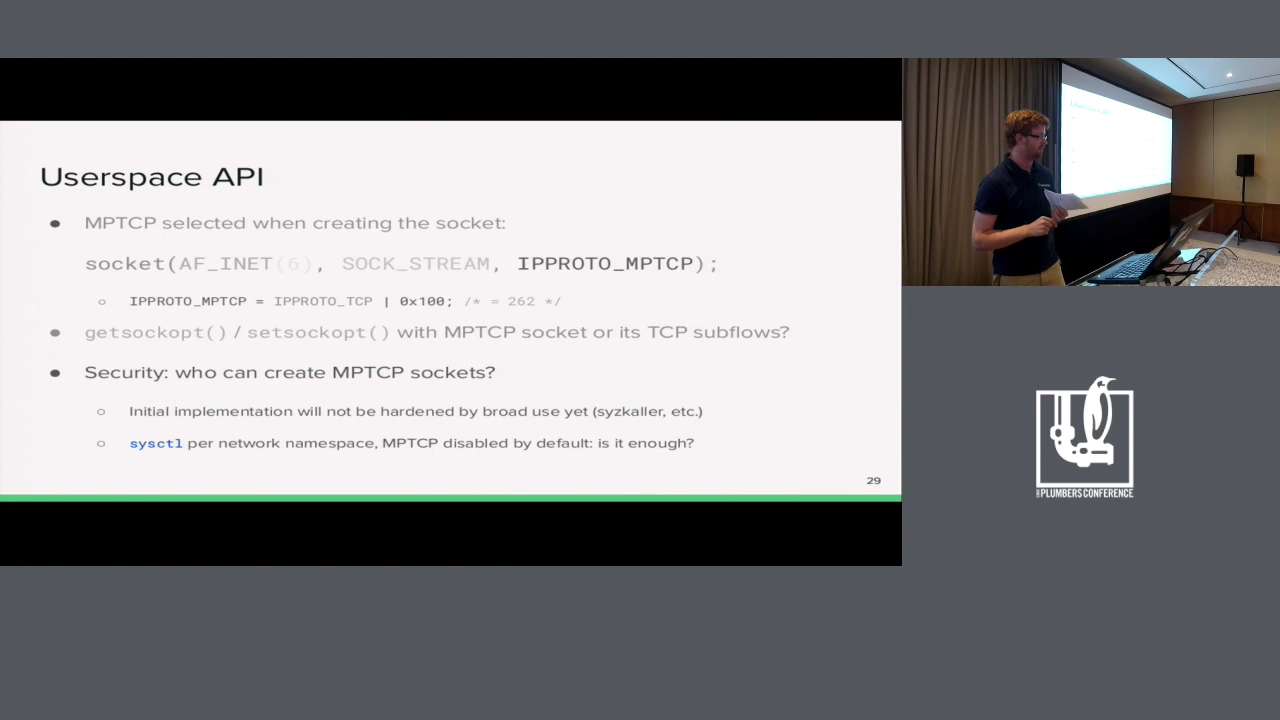 Userspace API
● MPTCP selected when creating the socket:
socket(AF_INET(6), SOCK_STREAM, IPPROTO_MPTCP);
○ IPPROTO_MPTCP = IPPROTO_TCP | 0x100; /* = 262 */
● getsockopt() / setsockopt() with MPTCP socket or its TCP subflows?
● Security: who can create MPTCP sockets?
○ Initial implementation will not be hardened by broad use yet (syzkaller, etc.)
○ sysctl per network namespace, MPTCP disabled by default: is it enough?
29
PLUMBERS CONFERENCE